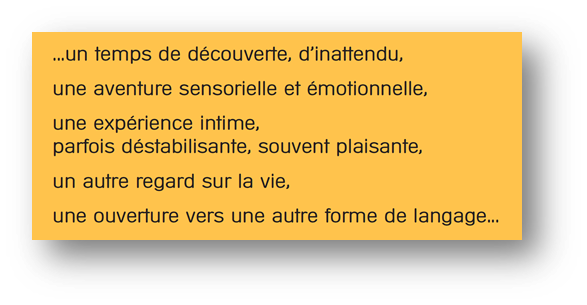 ...un temps de découverte, d'inattendu,
une aventure sensorielle et émotionnelle,
une expérience intime,
parfois déstabilisante, souvent plaisante,
un autre regard sur la vie,
une ouverture vers une autre forme de langage...